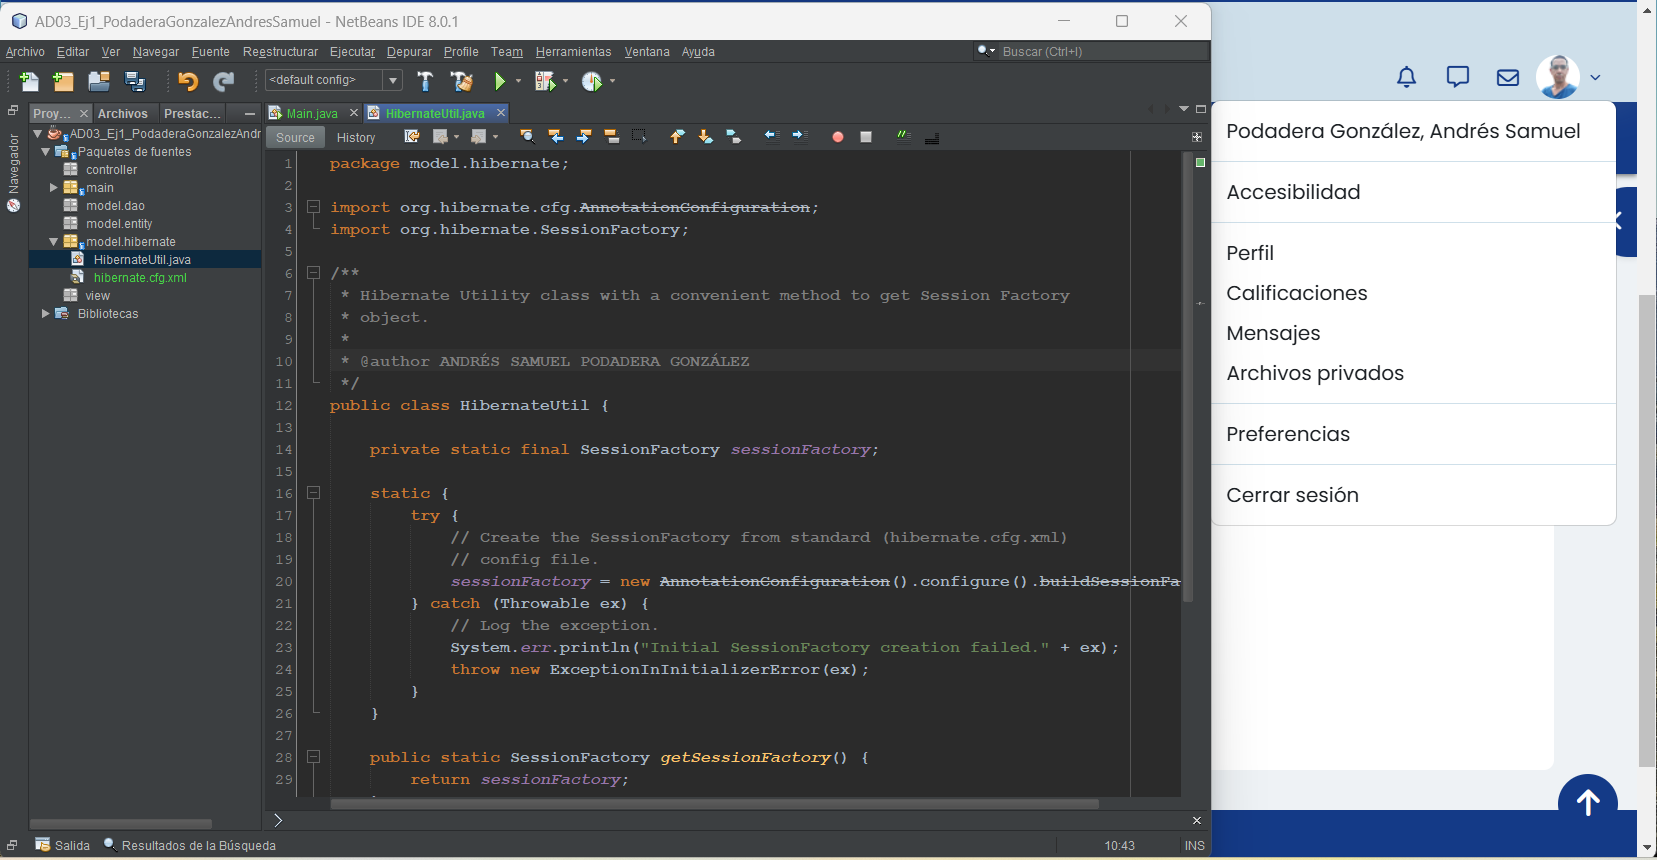 AD03_Ej1_PodaderaGonzalezAndresSamuel - NetBeans IDE 8.0.1
Archivo Editar Ver Navegar Fuente Reestructurar Ejecutar Depurar Profile Team Herramientas Ventana Ayuda
Buscar (Ctrl+I)
<default config>
Proy... Archivos Prestac...
Navegador
AD03_Ej1_PodaderaGonzalezAndr
Paquetes de fuentes
controller
main
model.dao
model.entity
model.hibernate
HibernateUtil.java
hibernate.cfg.xml
view
Bibliotecas
Main.java HibernateUtil.java
Source History
1 package model.hibernate;
2
3 import org.hibernate.cfg.AnnotationConfiguration;
4 import org.hibernate.SessionFactory;
5
6 /**
7 * Hibernate Utility class with a convenient method to get Session Factory
8 * object.
9 *
10 * @author ANDRÉS SAMUEL PODADERA GONZÁLEZ
11 */
12 public class HibernateUtil {
13
14 private static final SessionFactory sessionFactory;
15
16 static {
17 try {
18 // Create the SessionFactory from standard (hibernate.cfg.xml)
19 // config file.
20 sessionFactory = new AnnotationConfiguration().configure().buildSessionFa
21 } catch (Throwable ex) {
22 // Log the exception.
23 System.err.println("Initial SessionFactory creation failed." + ex);
24 throw new ExceptionInInitializerError(ex);
25 }
26 }
27
28 public static SessionFactory getSessionFactory() {
29 return sessionFactory;
Salida Resultados de la Búsqueda
10:43 INS
Podadera González, Andrés Samuel
Accesibilidad
Perfil
Calificaciones
Mensajes
Archivos privados
Preferencias
Cerrar sesión